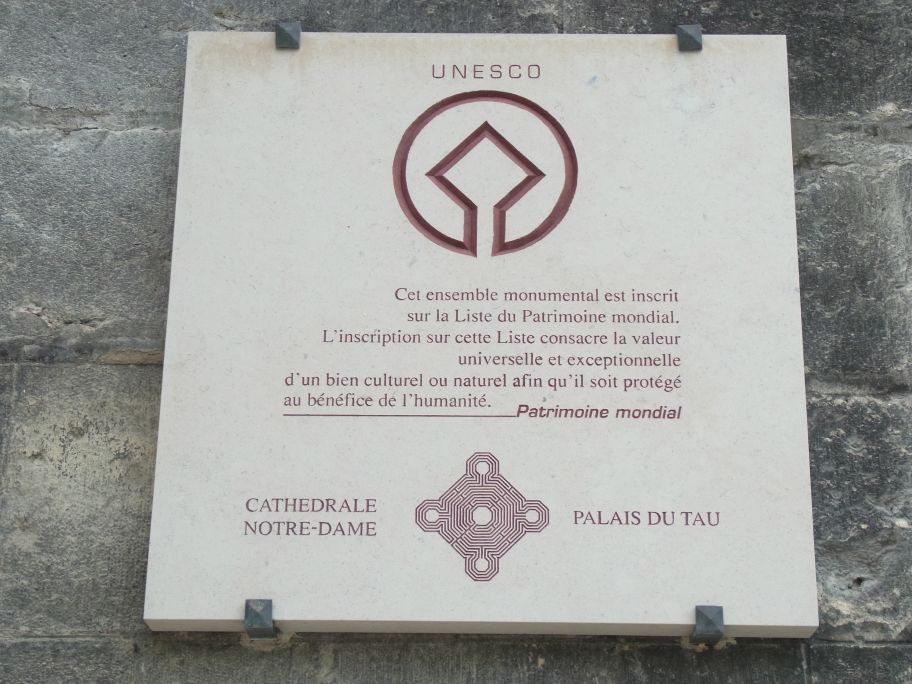 UNESCO
Cet ensemble monumental est inscrit
sur la Liste du Patrimoine mondial.
L'inscription sur cette Liste consacre la valeur
universelle et exceptionnelle
d'un bien culturel ou naturel afin qu'il soit protégé
au bénéfice de l'humanité.
Patrimoine mondial
CATHEDRALE
NOTRE-DAME
PALAIS DU TAU